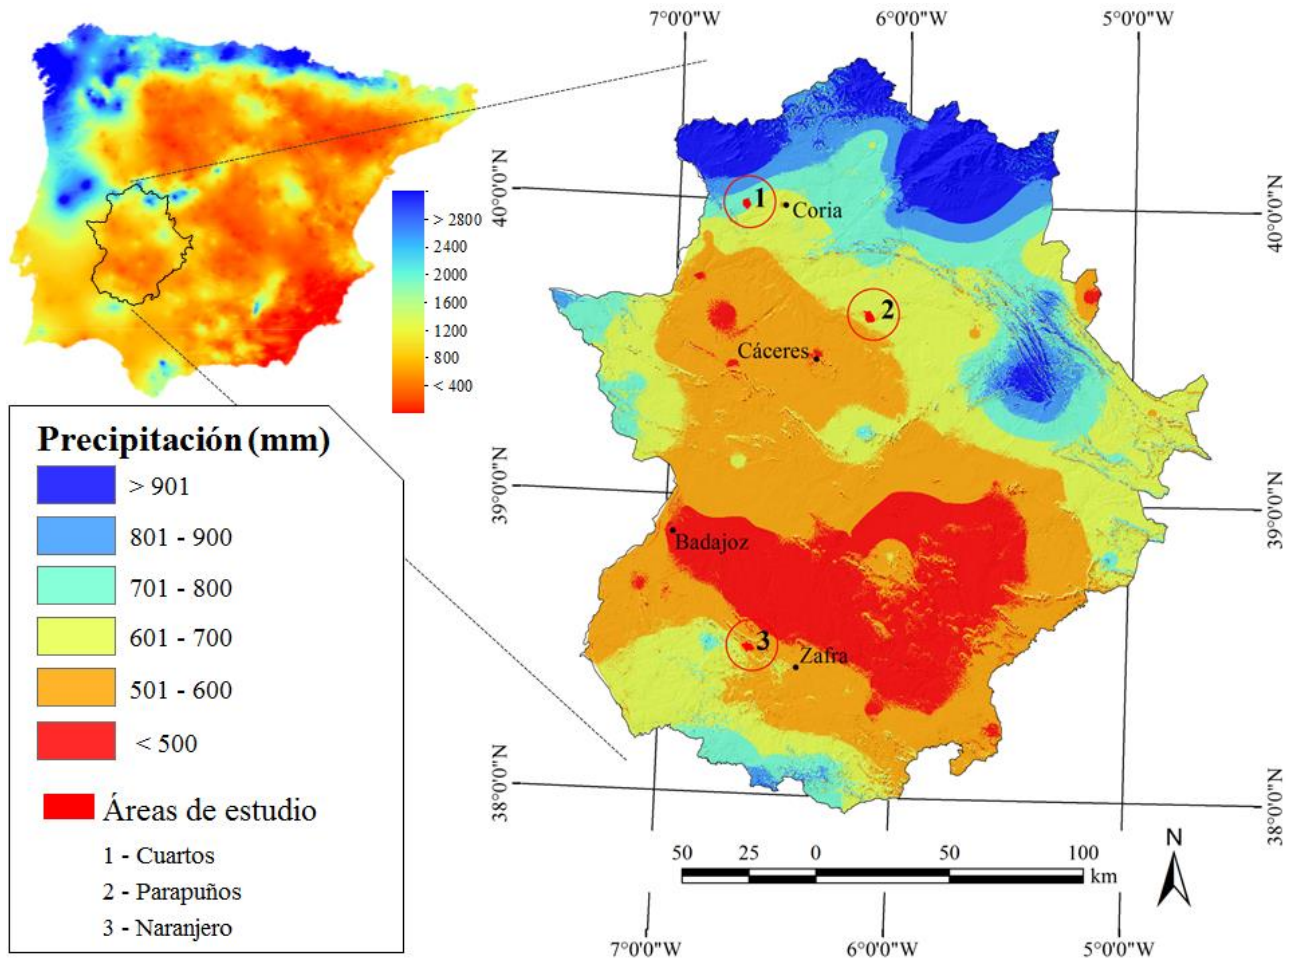 7°0'0"W
6°0'0"W
5°0'0"W
40°0'0"N
40°0'0"N
1
Coria
> 2800
2400
2000
1600
1200
800
< 400
2
Cáceres
Precipitación (mm)
> 901
801 - 900
701 - 800
601 - 700
501 - 600
< 500
Áreas de estudio
1 - Cuartos
2 - Parapuños
3 - Naranjero
39°0'0"N
39°0'0"N
Badajoz
3
Zafra
38°0'0"N
38°0'0"N
N
50 25 0 50 100
km
7°0'0"W
6°0'0"W
5°0'0"W